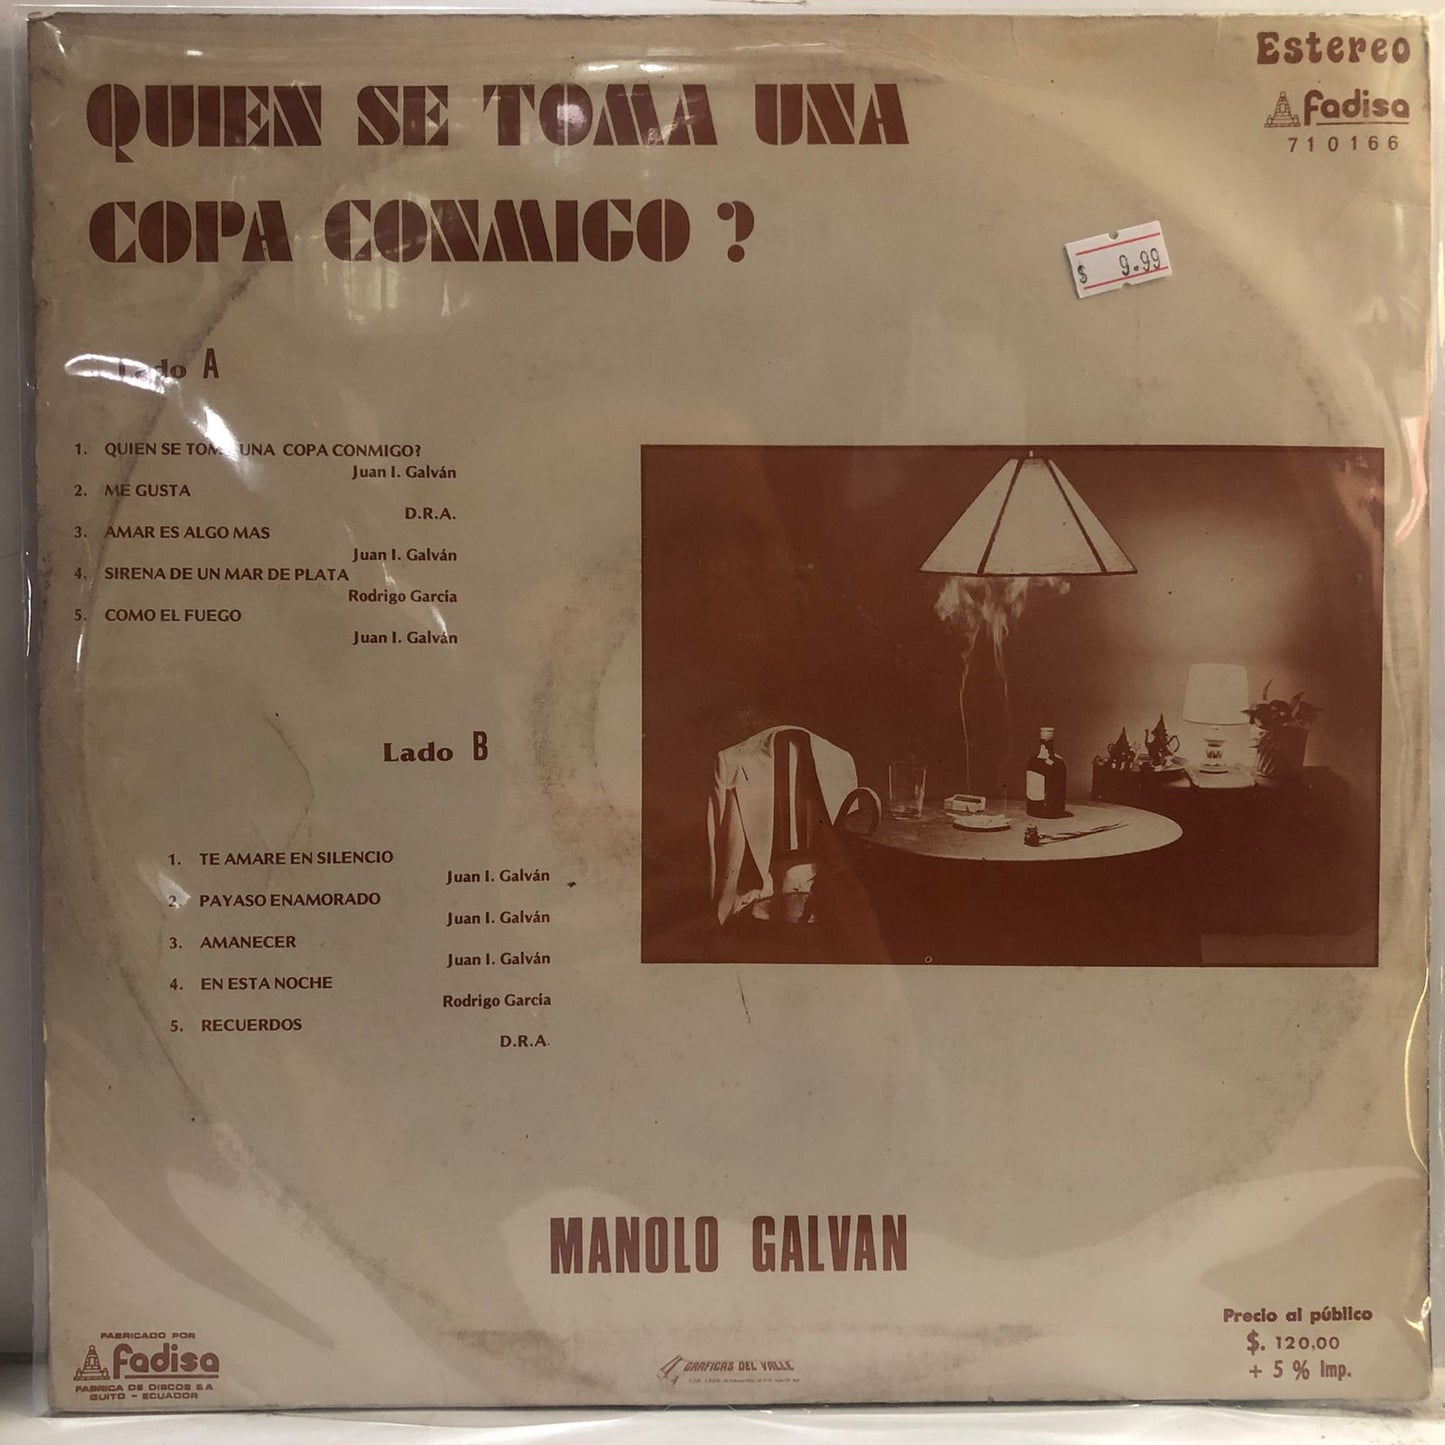 Estereo
fadisa
710166
QUIEN SE TOMA UNA
COPA CONMIGO ?
$ 9.99
Lado A
1. QUIEN SE TOMA UNA COPA CONMIGO?
Juan I. Galván
2. ME GUSTA
D.R.A.
3. AMAR ES ALGO MAS
Juan I. Galván
4. SIRENA DE UN MAR DE PLATA
Rodrigo García
5. COMO EL FUEGO
Juan I. Galván
Lado B
1. TE AMARE EN SILENCIO
Juan I. Galván
2. PAYASO ENAMORADO
Juan I. Galván
3. AMANECER
Juan I. Galván
4. EN ESTA NOCHE
Rodrigo García
5. RECUERDOS
D.R.A.
MANOLO GALVAN
Precio al público
$. 120,00
+ 5 % Imp.
FABRICADO POR
fadisa
FABRICA DE DISCOS S.A
QUITO - ECUADOR
GRAFICAS DEL VALLE